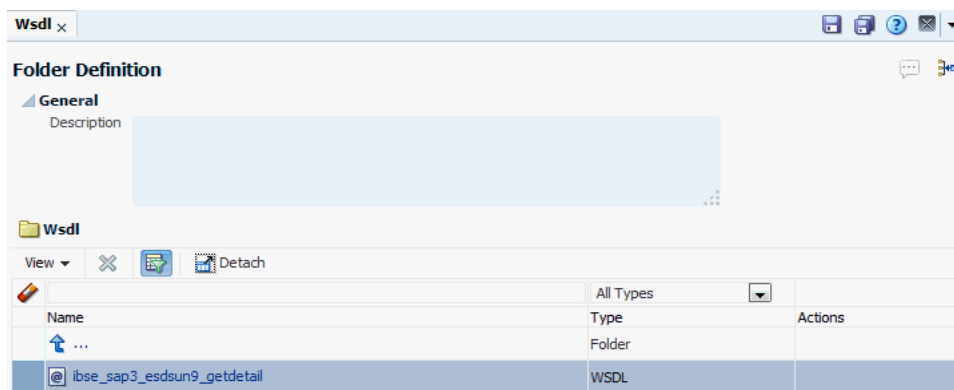 Wsdl
Folder Definition
General
Description
Wsdl
View Detach
All Types
Name Type Actions
... Folder
ibse_sap3_esdsun9_getdetail WSDL